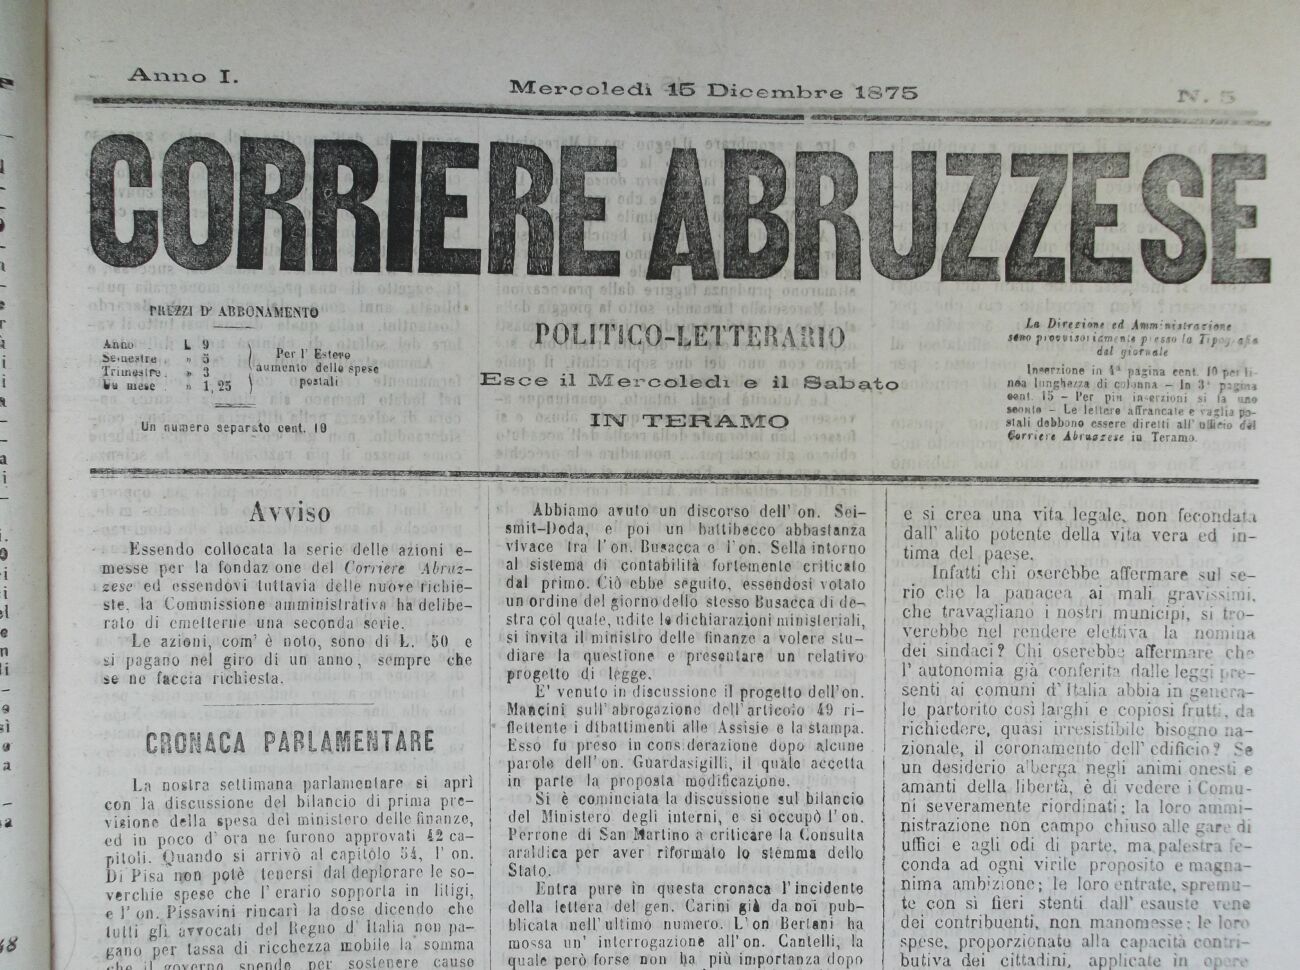 Anno I.
Mercoledì 15 Dicembre 1875
N. 5
CORRIERE ABRUZZESE
PREZZI D' ABBONAMENTO
Anno . L 9
Semestre . » 5
Trimestre. » 3
Un mese . » 1, 25
Per l' Estero
aumento delle spese
postali
Un numero separato cent. 10
POLITICO-LETTERARIO
Esce il Mercoledì e il Sabato
IN TERAMO
La Direzione ed Amministrazione
sono provvisoriamente presso la Tipografia
del giornale
Inserzione in 4ª pagina cent. 10 per li-
nea lunghezza di colonna – In 3ª pagina
cent. 15 – Per più inserzioni si fa uno
sconto – Le lettere affrancate e vaglia po-
stali debbono essere diretti all' ufficio del
Corriere Abruzzese in Teramo.
Avviso
Essendo collocata la serie delle azioni e-
messe per la fondaz one del Corriere Abruz-
zese ed essendovi tuttavia delle nuove richie-
ste, la Commissione amministrativa ha delibe-
rato di emetterne una seconda serie.
Le azioni, com' è noto, sono di L. 50 e
si pagano nel giro di un anno, sempre che
se ne faccia richiesta.
CRONACA PARLAMENTARE
La nostra settimana parlamentare si aprì
con la discussione del bilancio di prima pre-
visione della spesa del ministero delle finanze,
ed in poco d' ora ne furono approvati 42 ca-
pitoli. Quando si arrivò al capitolo 54, l' on.
Di Pisa non potè tenersi dal deplorare le so-
verchie spese che l' erario sopporta in litigi,
e l' on. Pissavini rincarì la dose dicendo che
tutti gli avvocati del Regno d' Italia non pa-
gano per tassa di ricchezza mobile la somma
che il governo spende per sostenere cause
Abbiamo avuto un discorso dell' on. Sei-
smit-Doda, e poi un battibecco abbastanza
vivace tra l' on. Busacca e l' on. Sella intorno
al sistema di contabilità fortemente criticato
dal primo. Ciò ebbe seguito, essendosi votato
un ordine del giorno dello stesso Busacca di de-
stra col quale, udite le dichiarazioni ministeriali,
si invita il ministro delle finanze a volere stu-
diare la questione e presentare un relativo
progetto di legge.
E' venuto in discussione il progetto dell' on.
Mancini sull' abrogazione dell' articolo 49 ri-
flettente i dibattimenti alle Assisie e la stampa.
Esso fu preso in cons derazione dopo alcune
parole dell' on. Guardasigilli, il quale accetta
in parte la proposta modificazione.
Si è cominciata la discussione sul bilancio
del Ministero degli interni, e si occupò l' on.
Perrone di San Martino a criticare la Consulta
araldica per aver riformato lo stemma dello
Stato.
Entra pure in questa cronaca l' incidente
della lettera del gen. Carini già da noi pub-
blicata nell' ultimo numero. L' on Bertani ha
mossa un' interrogazione all' on. Cantelli, la
quale però forse non ha più importanza dopo
e si crea una vita legale, non fecondata
dall' alito potente della vita vera ed in-
tima del paese.
Infatti chi oserebbe affermare sul se-
rio che la panacea ai mali gravissimi,
che travagliano i nostri municipi, si tro-
verebbe nel rendere elettiva la nomina
dei sindaci? Chi oserebbe affermare che
l' autonomia già conferita dalle leggi pre-
senti ai comuni d' Italia abbia in genera-
le partorito così larghi e copiosi frutti, da
richiedere, quasi irresistibile bisogno na-
zionale, il coronamento dell' edificio? Se
un desiderio alberga negli animi onesti e
amanti della libertà, è di vedere i Comu-
ni severamente riordinati; la loro ammi-
nistrazione non campo chiuso alle gare di
uffici e agli odi di parte, ma palestra fe-
conda ad ogni virile proposito e magna-
nima ambizione; le loro entrate, spremu-
te con sì fieri stenti dall' esauste vene
dei contribuenti, non manomesse; le loro
spese, proporzionate alla capacità contri-
butiva dei cittadini, applicate in opere